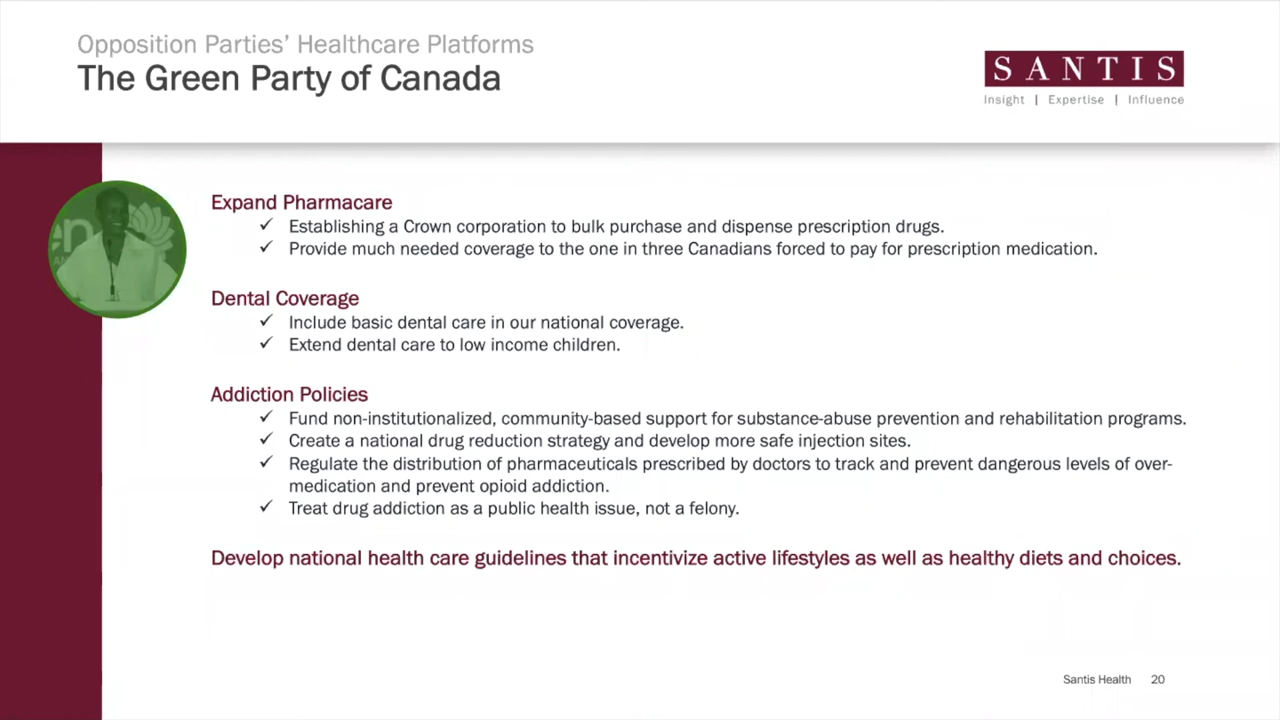 Opposition Parties’ Healthcare Platforms
The Green Party of Canada
SANTIS
Insight | Expertise | Influence
Expand Pharmacare
✓ Establishing a Crown corporation to bulk purchase and dispense prescription drugs.
✓ Provide much needed coverage to the one in three Canadians forced to pay for prescription medication.
Dental Coverage
✓ Include basic dental care in our national coverage.
✓ Extend dental care to low income children.
Addiction Policies
✓ Fund non-institutionalized, community-based support for substance-abuse prevention and rehabilitation programs.
✓ Create a national drug reduction strategy and develop more safe injection sites.
✓ Regulate the distribution of pharmaceuticals prescribed by doctors to track and prevent dangerous levels of over-
medication and prevent opioid addiction.
✓ Treat drug addiction as a public health issue, not a felony.
Develop national health care guidelines that incentivize active lifestyles as well as healthy diets and choices.
Santis Health 20